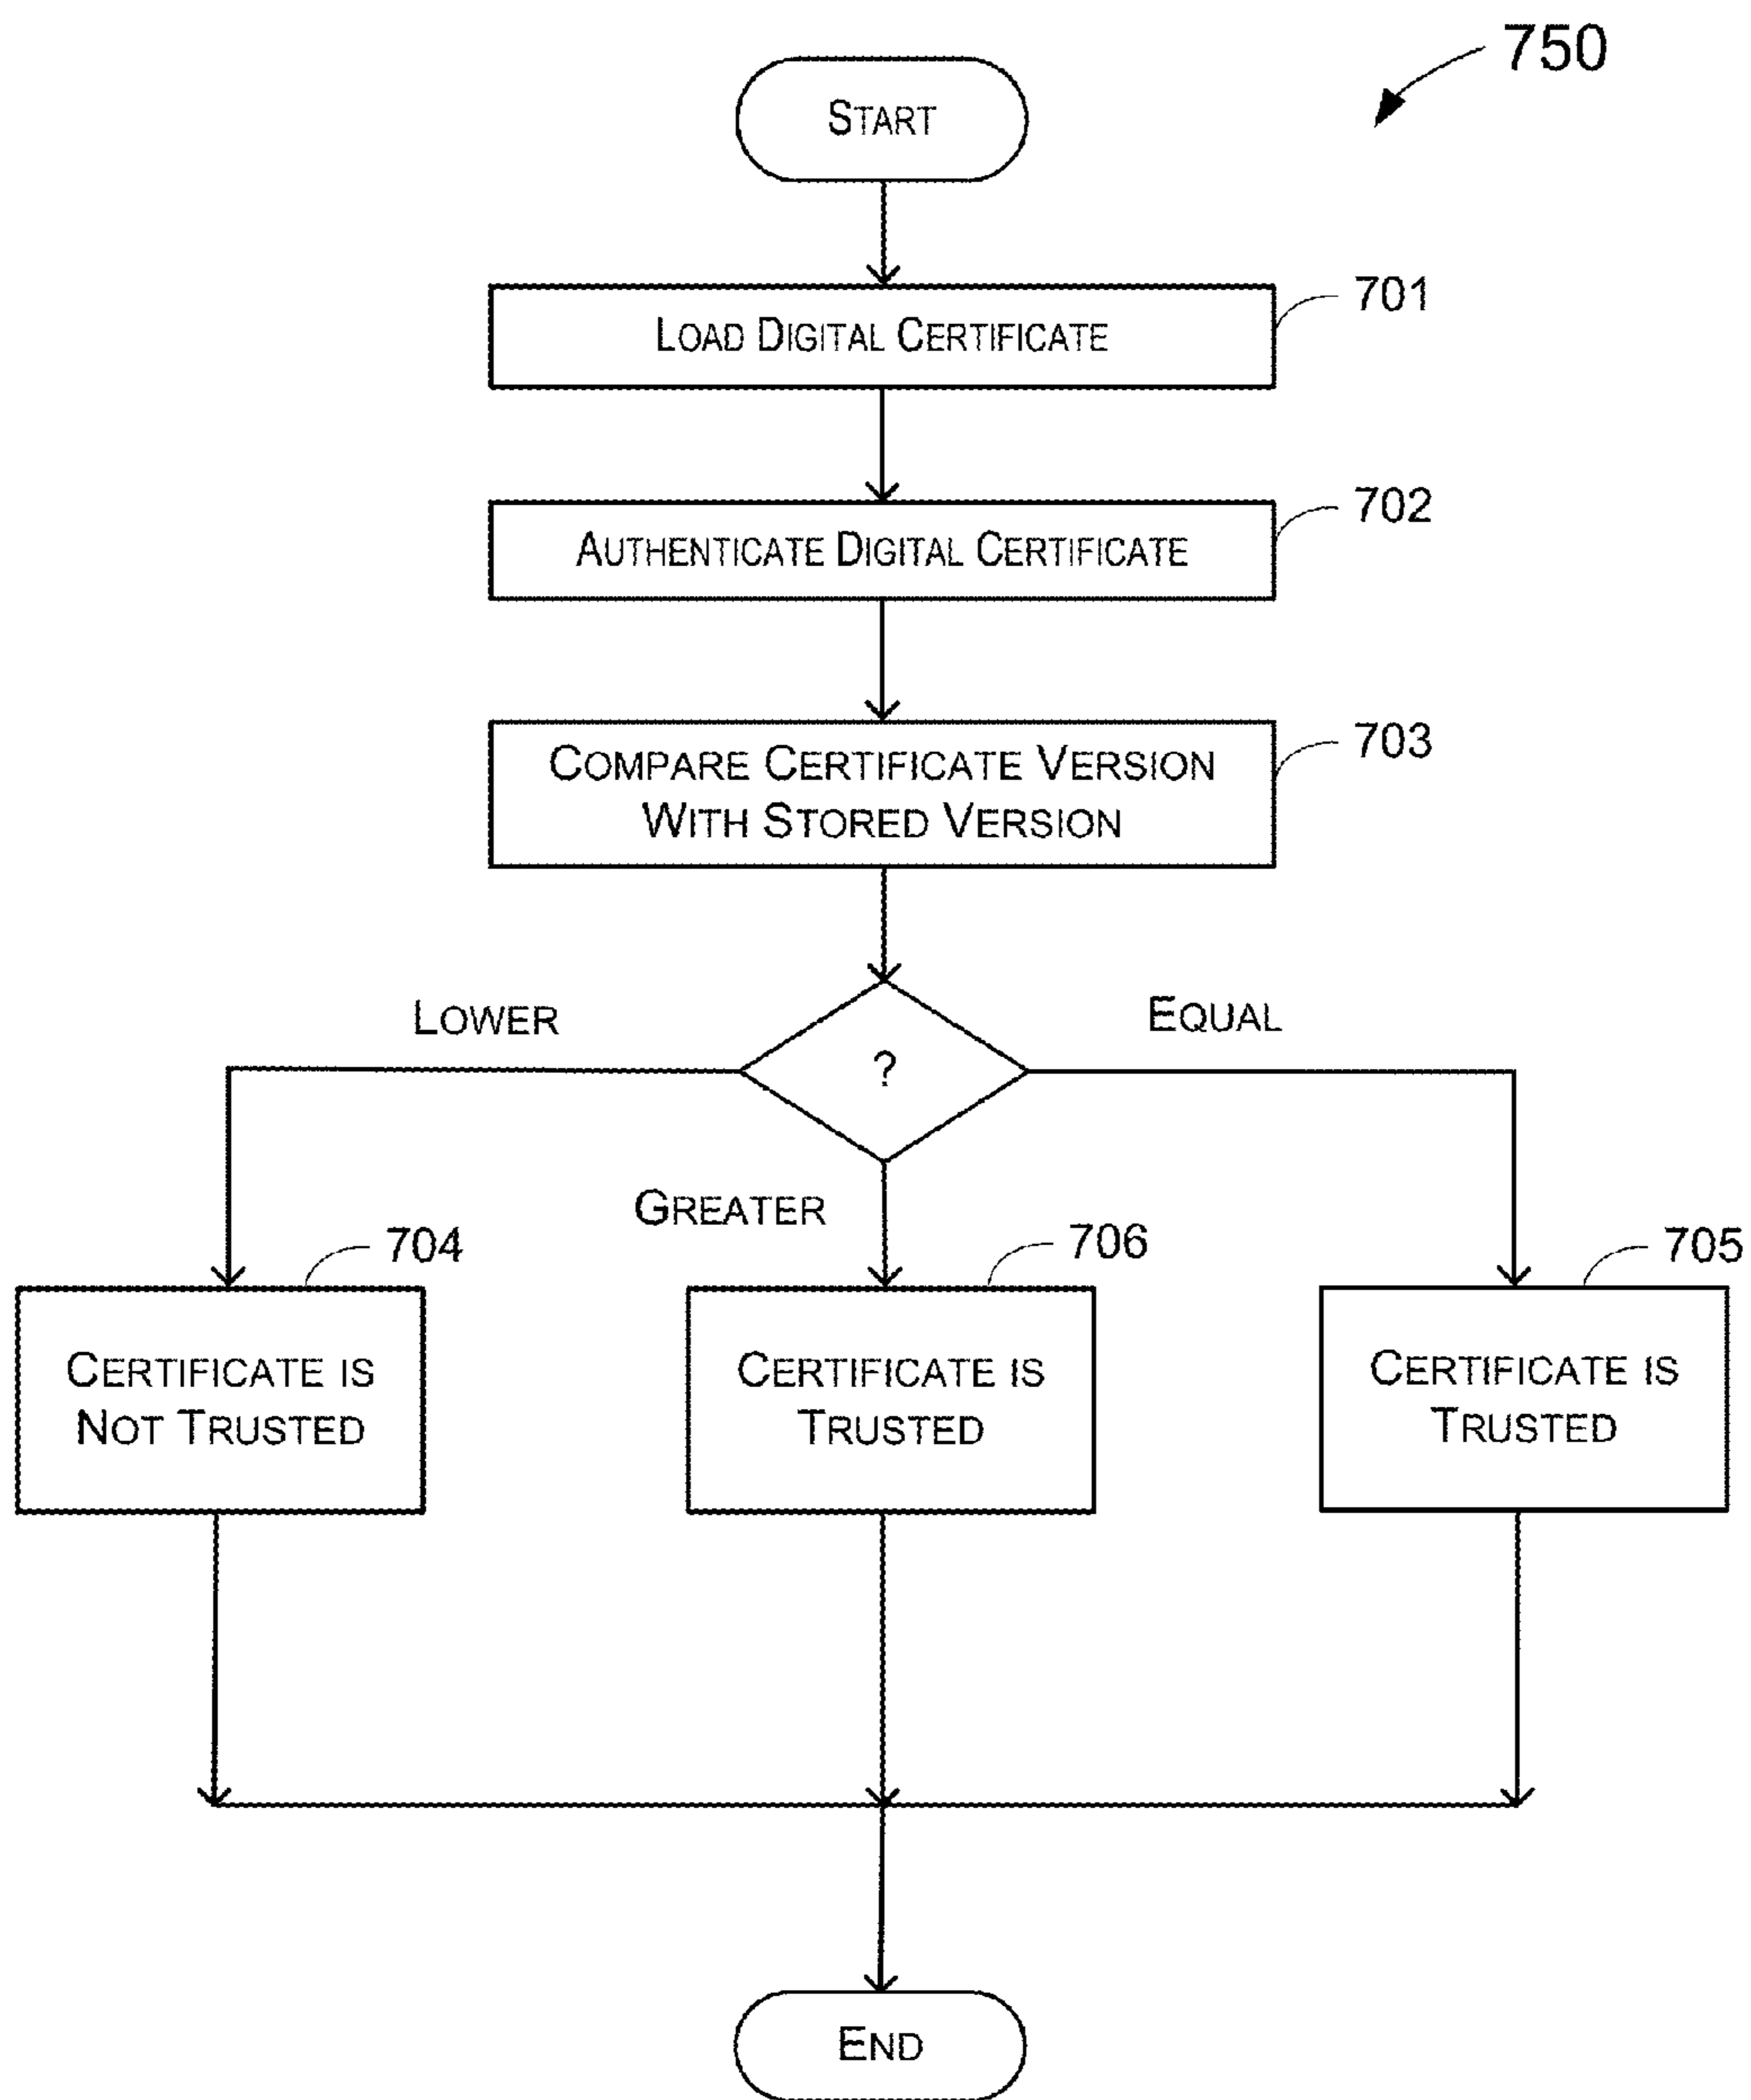 750
START
701
LOAD DIGITAL CERTIFICATE
702
AUTHENTICATE DIGITAL CERTIFICATE
703
COMPARE CERTIFICATE VERSION
WITH STORED VERSION
LOWER
EQUAL
?
GREATER
704
706
705
CERTIFICATE IS
NOT TRUSTED
CERTIFICATE IS
TRUSTED
CERTIFICATE IS
TRUSTED
END